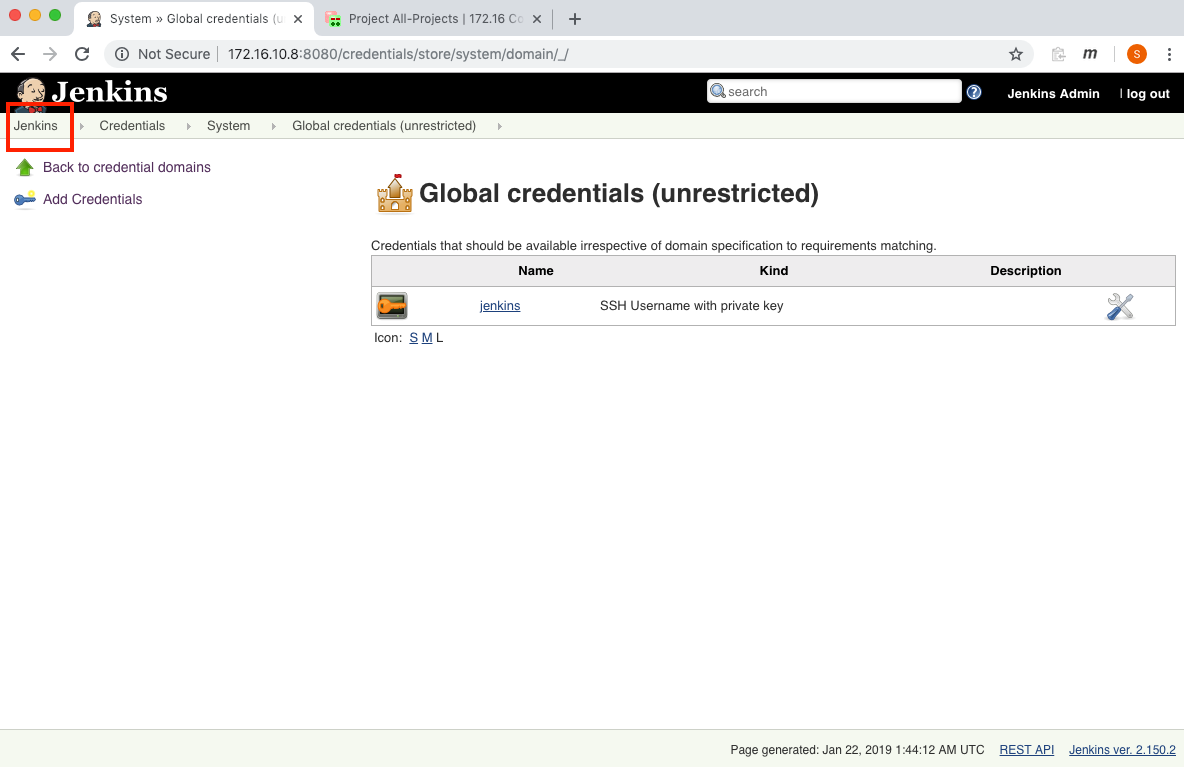 System » Global credentials (u
Project All-Projects | 172.16 Co
Not Secure
172.16.10.8:8080/credentials/store/system/domain/_/
m
S
Jenkins
search
?
Jenkins Admin
| log out
Jenkins
Credentials
System
Global credentials (unrestricted)
Back to credential domains
Add Credentials
Global credentials (unrestricted)
Credentials that should be available irrespective of domain specification to requirements matching.
Name Kind Description
jenkins SSH Username with private key
Icon: S M L
Page generated: Jan 22, 2019 1:44:12 AM UTC REST API Jenkins ver. 2.150.2